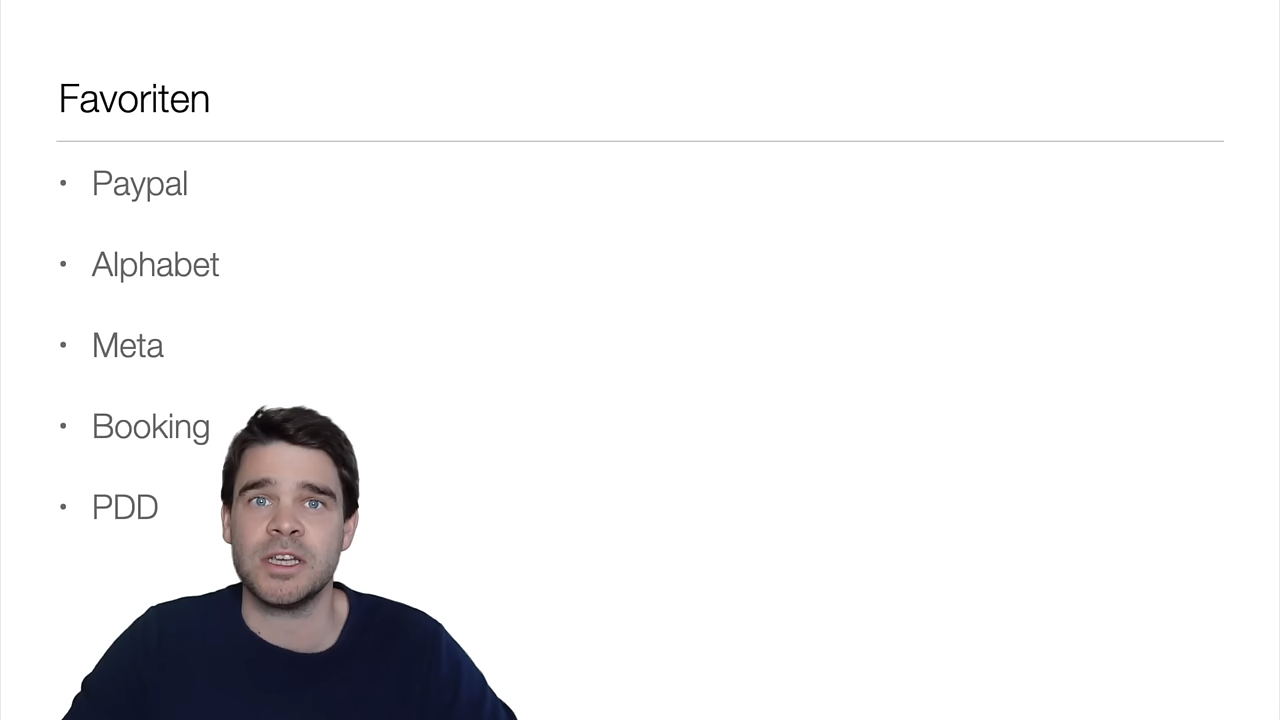 Favoriten
• Paypal
• Alphabet
• Meta
• Booking
• PDD